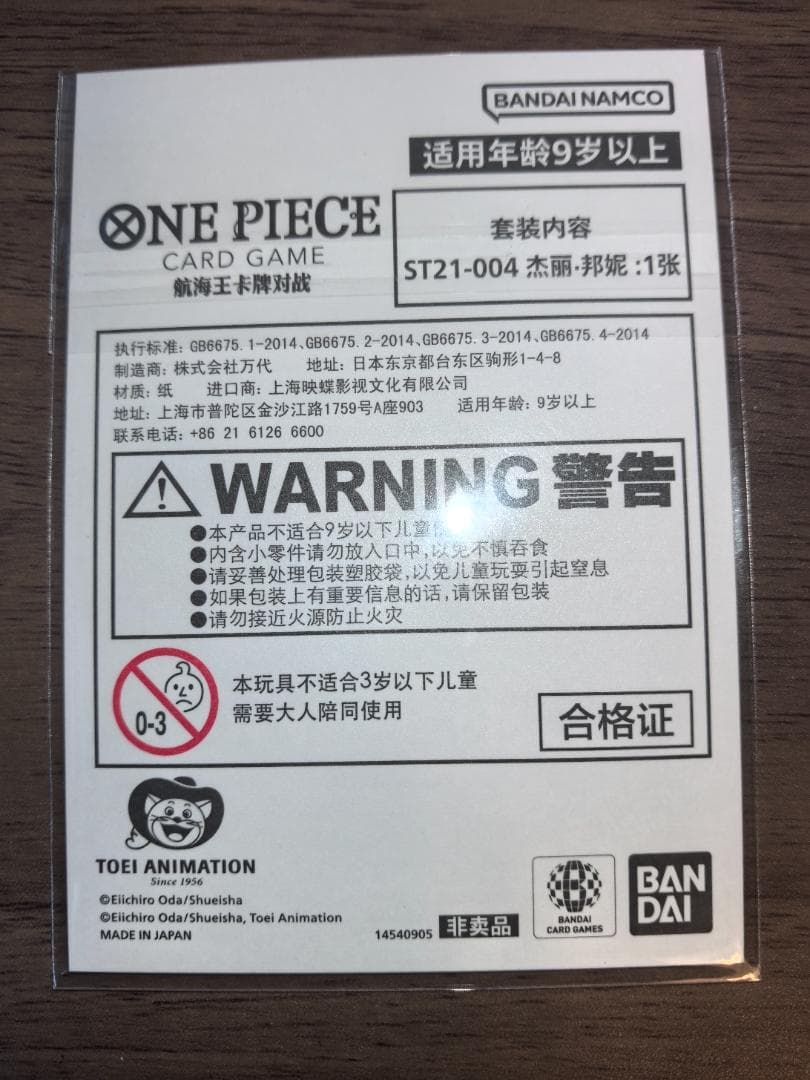 BANDAI NAMCO
适用年龄9岁以上
ONE PIECE
CARD GAME
航海王卡牌对战
套装内容
ST21-004 杰丽·邦妮 :1张
执行标准: GB6675.1-2014、GB6675.2-2014、GB6675.3-2014、GB6675.4-2014
制造商: 株式会社万代 地址: 日本东京都台东区驹形1-4-8
材质: 纸 进口商: 上海映蝶影视文化有限公司
地址: 上海市普陀区金沙江路1759号A座903 适用年龄: 9岁以上
联系电话: +86 21 6126 6600
WARNING 警告
●本产品不适合9岁以下儿童
●内含小零件请勿放入口中,以免不慎吞食
●请妥善处理包装塑胶袋,以免儿童玩耍引起窒息
●如果包装上有重要信息的话,请保留包装
●请勿接近火源防止火灾
0-3
本玩具不适合3岁以下儿童
需要大人陪同使用
合格证
TOEI ANIMATION
Since 1956
©Eiichiro Oda/Shueisha
©Eiichiro Oda/Shueisha, Toei Animation
MADE IN JAPAN
14540905 非卖品
BANDAI
CARD GAMES
BAN
DAI